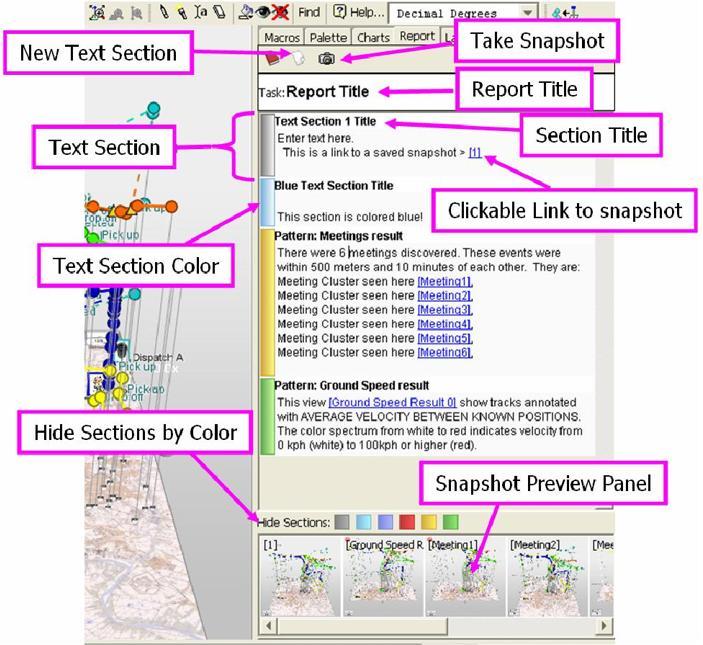 Find
Help...
Decimal Degrees
Macros
Palette
Charts
Report
New Text Section
Take Snapshot
Task: Report Title
Report Title
Text Section
Text Section 1 Title
Enter text here.
This is a link to a saved snapshot > [1]
Section Title
Blue Text Section Title
This section is colored blue!
Clickable Link to snapshot
Text Section Color
Pattern: Meetings result
There were 6 meetings discovered. These events were
within 500 meters and 10 minutes of each other. They are:
Meeting Cluster seen here [Meeting1],
Meeting Cluster seen here [Meeting2],
Meeting Cluster seen here [Meeting3],
Meeting Cluster seen here [Meeting4],
Meeting Cluster seen here [Meeting5],
Meeting Cluster seen here [Meeting6],
Pick up
Dispatch A
Pick up
Pick up
Pattern: Ground Speed result
This view [Ground Speed Result 0] show tracks annotated
with AVERAGE VELOCITY BETWEEN KNOWN POSITIONS.
The color spectrum from white to red indicates velocity from
0 kph (white) to 100kph or higher (red).
Hide Sections by Color
Snapshot Preview Panel
Hide Sections:
[1]
[Ground Speed R
[Meeting1]
[Meeting2]
[Mee